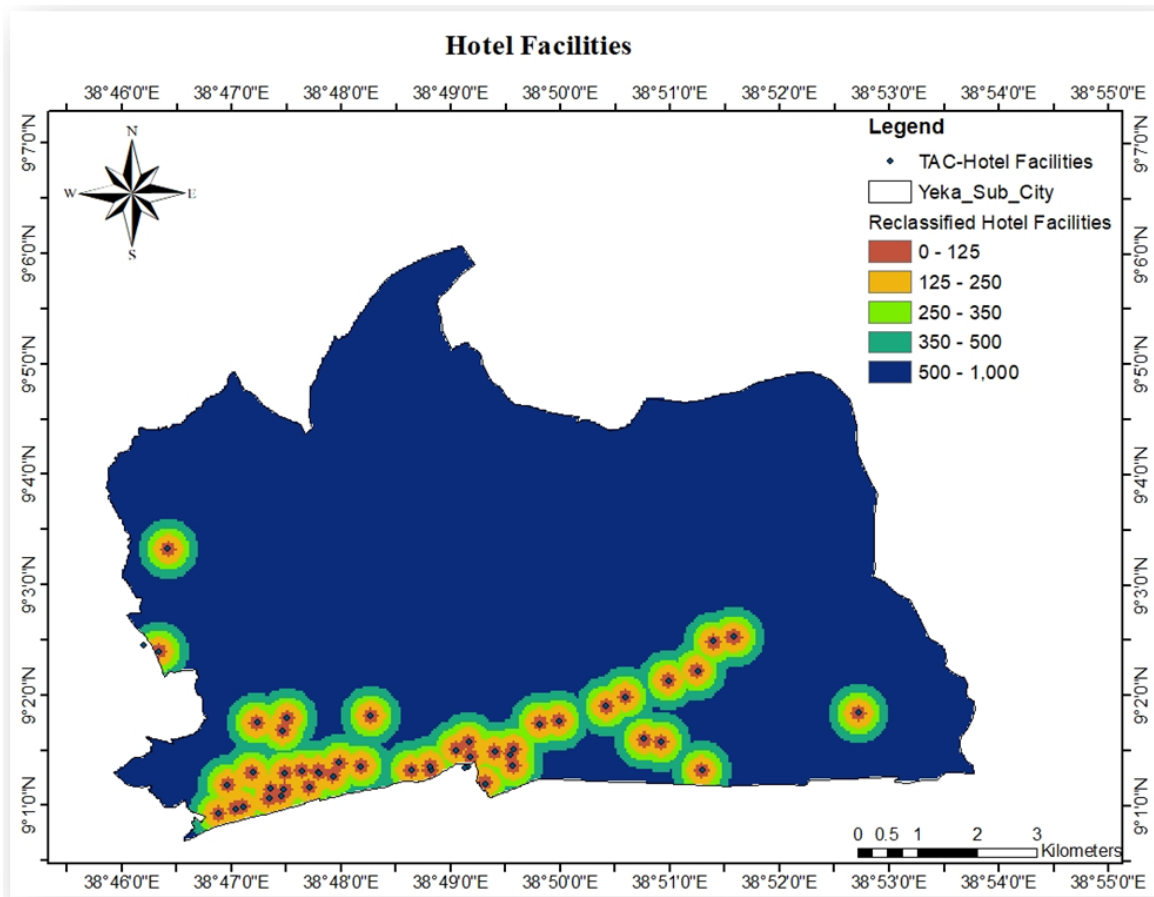 Hotel Facilities
38°46'0"E 38°47'0"E 38°48'0"E 38°49'0"E 38°50'0"E 38°51'0"E 38°52'0"E 38°53'0"E 38°54'0"E 38°55'0"E
Legend
TAC-Hotel Facilities
Yeka_Sub_City
Reclassified Hotel Facilities
0 - 125
125 - 250
250 - 350
350 - 500
500 - 1,000
N
W E
S
9°7'0"N 9°7'0"N
9°6'0"N 9°6'0"N
9°5'0"N 9°5'0"N
9°4'0"N 9°4'0"N
9°3'0"N 9°3'0"N
9°2'0"N 9°2'0"N
9°1'0"N 9°1'0"N
0 0.5 1 2 3
Kilometers
38°46'0"E 38°47'0"E 38°48'0"E 38°49'0"E 38°50'0"E 38°51'0"E 38°52'0"E 38°53'0"E 38°54'0"E 38°55'0"E